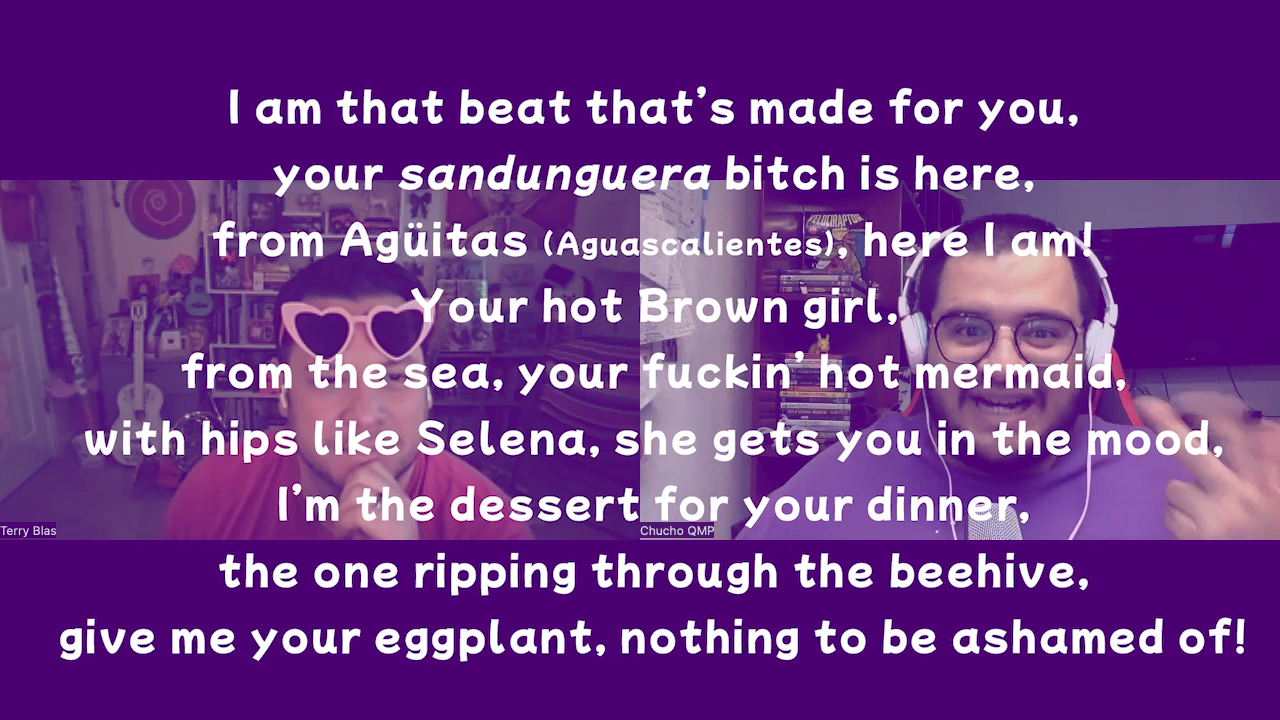 I am that beat that's made for you,
your sandunguera bitch is here,
VELOCIRAPTOR
from Agüitas (Aguascalientes), here I am!
Your hot Brown girl,
from the sea, your fuckin' hot mermaid,
with hips like Selena, she gets you in the mood,
I'm the dessert for your dinner,
Terry Blas
Chucho QMP
the one ripping through the beehive,
give me your eggplant, nothing to be ashamed of!